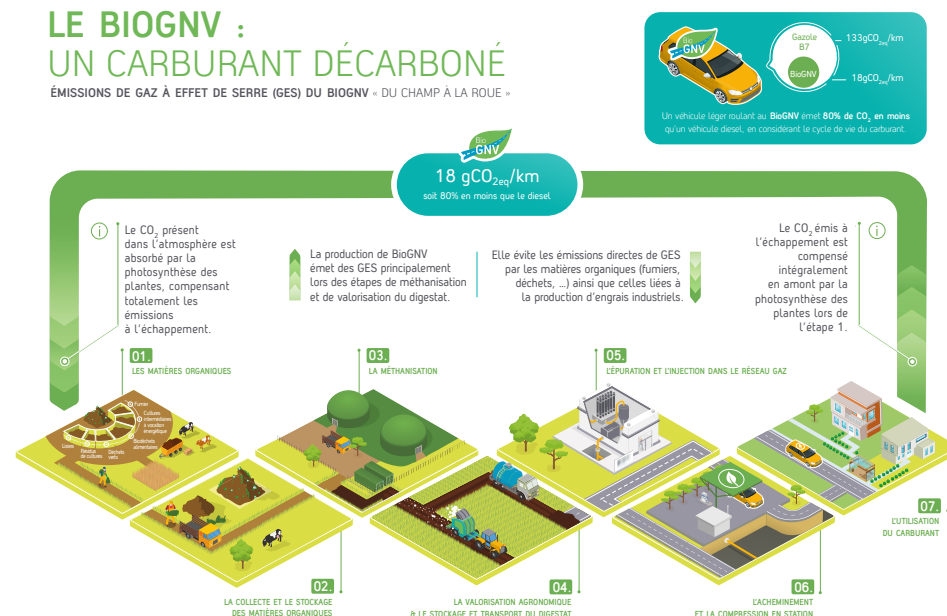 LE BIOGNV :
UN CARBURANT DÉCARBONÉ
ÉMISSIONS DE GAZ À EFFET DE SERRE (GES) DU BIOGNV « DU CHAMP À LA ROUE »
Bio
GNV
Gazole
B7
BioGNV
133gCO2eq/km
18gCO2eq/km
Un véhicule léger roulant au BioGNV émet 80% de CO2 en moins
qu'un véhicule diesel, en considérant le cycle de vie du carburant.
Bio
GNV
18 gCO2eq/km
soit 80% en moins que le diesel
i
Le CO2 présent
dans l'atmosphère est
absorbé par la
photosynthèse des
plantes, compensant
totalement les
émissions
à l'échappement.
La production de BioGNV
émet des GES principalement
lors des étapes de méthanisation
et de valorisation du digestat.
Elle évite les émissions directes de GES
par les matières organiques (fumiers,
déchets, ...) ainsi que celles liées à
la production d'engrais industriels.
i
Le CO2 émis à
l'échappement est
compensé
intégralement
en amont par la
photosynthèse des
plantes lors de
l'étape 1.
01.
LES MATIÈRES ORGANIQUES
Fumier
Cultures
intermédiaires
à vocation
énergétique
Biodéchets
alimentaires
Déchets
verts
Résidus
de cultures
Lisiers
03.
LA MÉTHANISATION
05.
L'ÉPURATION ET L'INJECTION DANS LE RÉSEAU GAZ
07.
L'UTILISATION
DU CARBURANT
02.
LA COLLECTE ET LE STOCKAGE
DES MATIÈRES ORGANIQUES
04.
LA VALORISATION AGRONOMIQUE
& LE STOCKAGE ET TRANSPORT DU DIGESTAT
06.
L'ACHEMINEMENT
ET LA COMPRESSION EN STATION